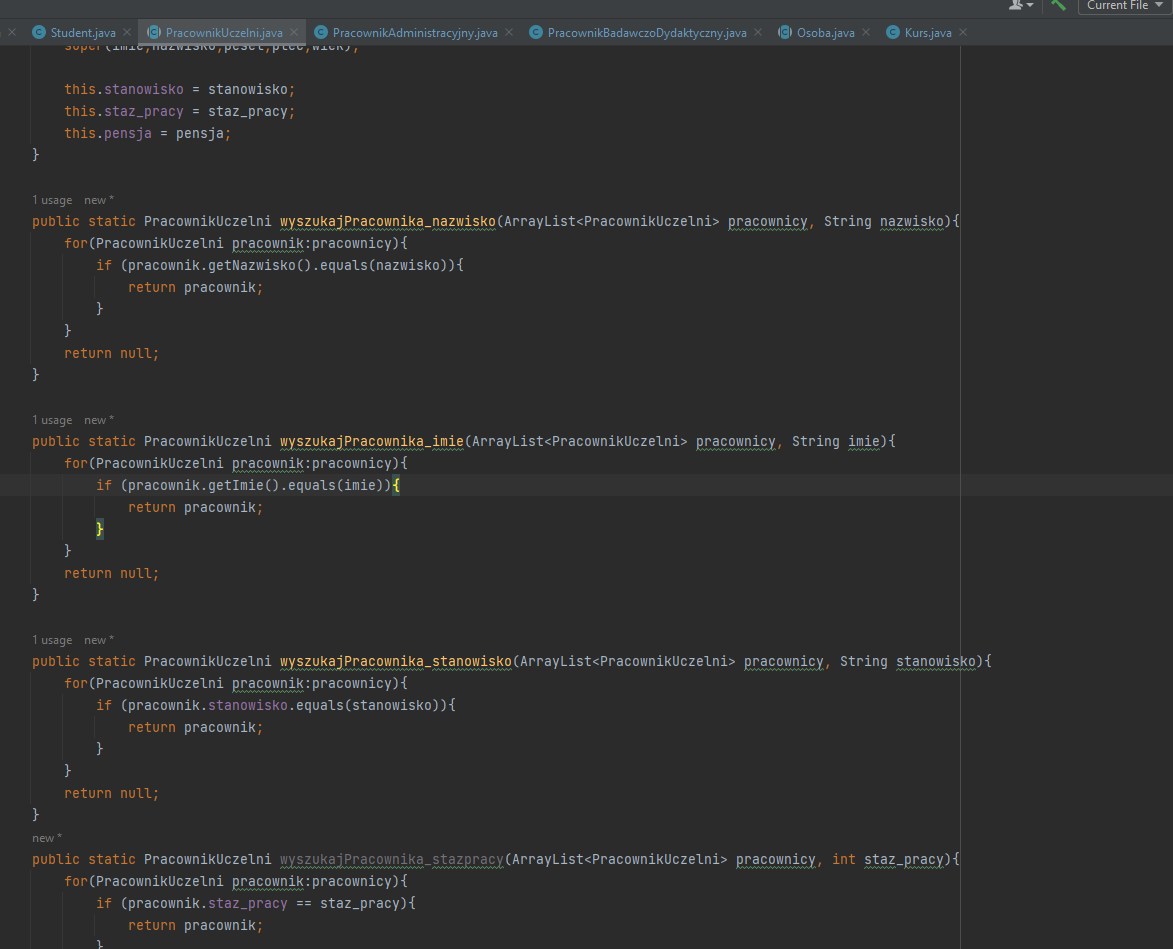 Current File
Student.java PracownikUczelni.java PracownikAdministracyjny.java PracownikBadawczoDydaktyczny.java Osoba.java Kurs.java
super(imie,nazwisko,pesel,plec,wiek);
this.stanowisko = stanowisko;
this.staz_pracy = staz_pracy;
this.pensja = pensja;
}
1 usage new *
public static PracownikUczelni wyszukajPracownika_nazwisko(ArrayList<PracownikUczelni> pracownicy, String nazwisko){
for(PracownikUczelni pracownik:pracownicy){
if (pracownik.getNazwisko().equals(nazwisko)){
return pracownik;
}
}
return null;
}
1 usage new *
public static PracownikUczelni wyszukajPracownika_imie(ArrayList<PracownikUczelni> pracownicy, String imie){
for(PracownikUczelni pracownik:pracownicy){
if (pracownik.getImie().equals(imie)){
return pracownik;
}
}
return null;
}
1 usage new *
public static PracownikUczelni wyszukajPracownika_stanowisko(ArrayList<PracownikUczelni> pracownicy, String stanowisko){
for(PracownikUczelni pracownik:pracownicy){
if (pracownik.stanowisko.equals(stanowisko)){
return pracownik;
}
}
return null;
}
new *
public static PracownikUczelni wyszukajPracownika_stazpracy(ArrayList<PracownikUczelni> pracownicy, int staz_pracy){
for(PracownikUczelni pracownik:pracownicy){
if (pracownik.staz_pracy == staz_pracy){
return pracownik;
}